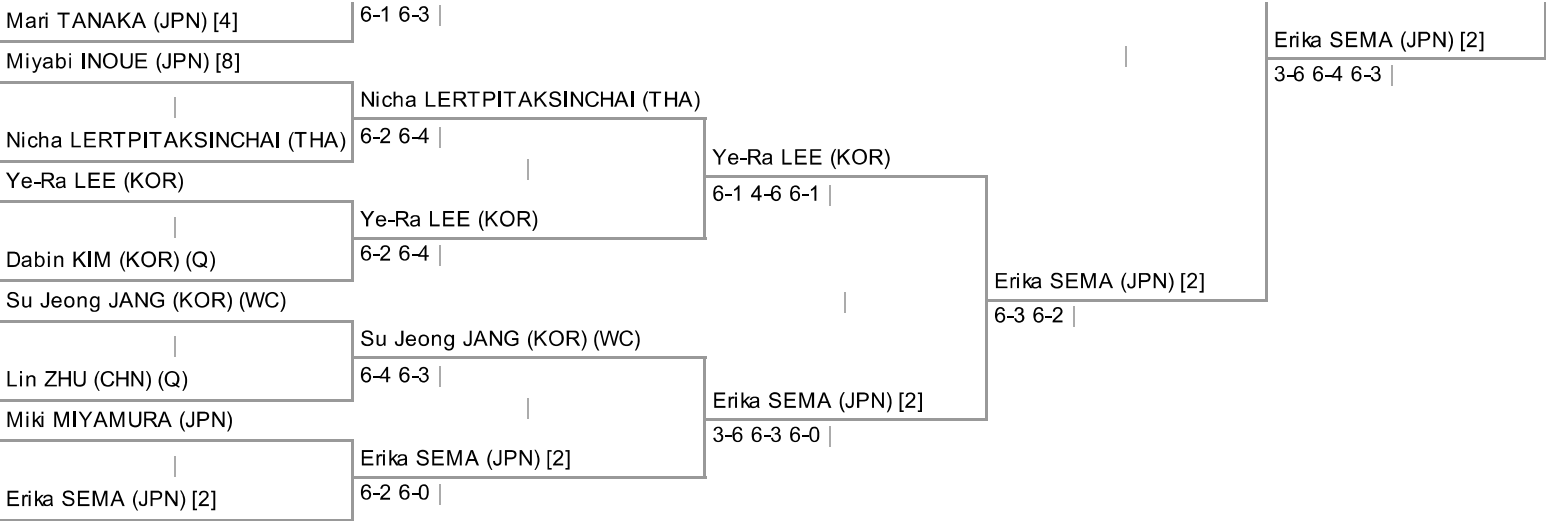 Mari TANAKA (JPN) [4]
6-1 6-3
Miyabi INOUE (JPN) [8]
Nicha LERTPITAKSINCHAI (THA)
Ye-Ra LEE (KOR)
Dabin KIM (KOR) (Q)
Su Jeong JANG (KOR) (WC)
Lin ZHU (CHN) (Q)
Miki MIYAMURA (JPN)
Erika SEMA (JPN) [2]
Nicha LERTPITAKSINCHAI (THA)
6-2 6-4
Ye-Ra LEE (KOR)
6-2 6-4
Su Jeong JANG (KOR) (WC)
6-4 6-3
Erika SEMA (JPN) [2]
6-2 6-0
Ye-Ra LEE (KOR)
6-1 4-6 6-1
Erika SEMA (JPN) [2]
3-6 6-3 6-0
Erika SEMA (JPN) [2]
6-3 6-2
Erika SEMA (JPN) [2]
3-6 6-4 6-3